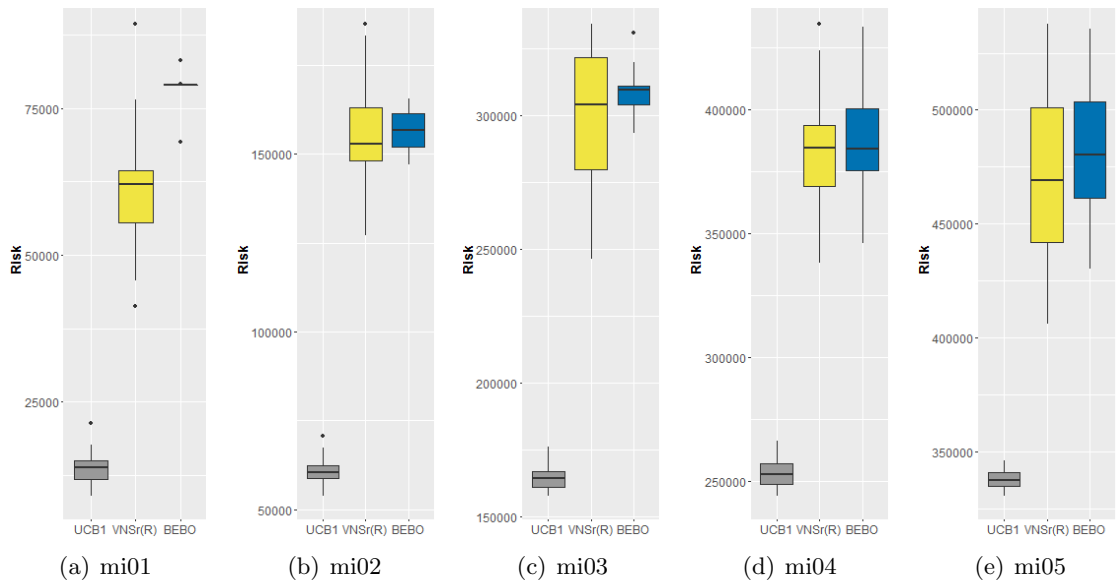 Risk
75000
50000
25000
UCB1 VNSr(R) BEBO
(a) mi01
Risk
150000
100000
50000
UCB1 VNSr(R) BEBO
(b) mi02
Risk
300000
250000
200000
150000
UCB1 VNSr(R) BEBO
(c) mi03
Risk
400000
350000
300000
250000
UCB1 VNSr(R) BEBO
(d) mi04
Risk
500000
450000
400000
350000
UCB1 VNSr(R) BEBO
(e) mi05